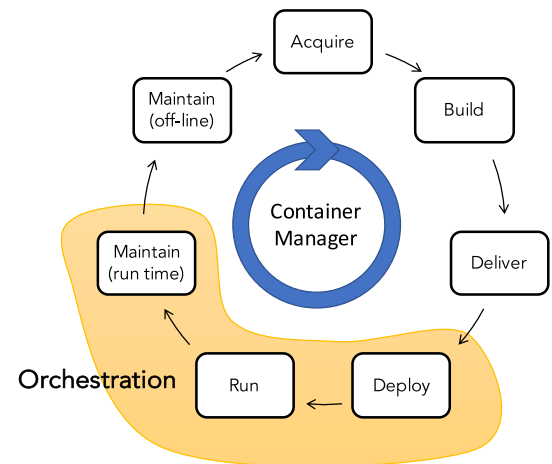 Acquire
Maintain
(off-line)
Build
Container
Manager
Maintain
(run time)
Deliver
Orchestration
Run
Deploy